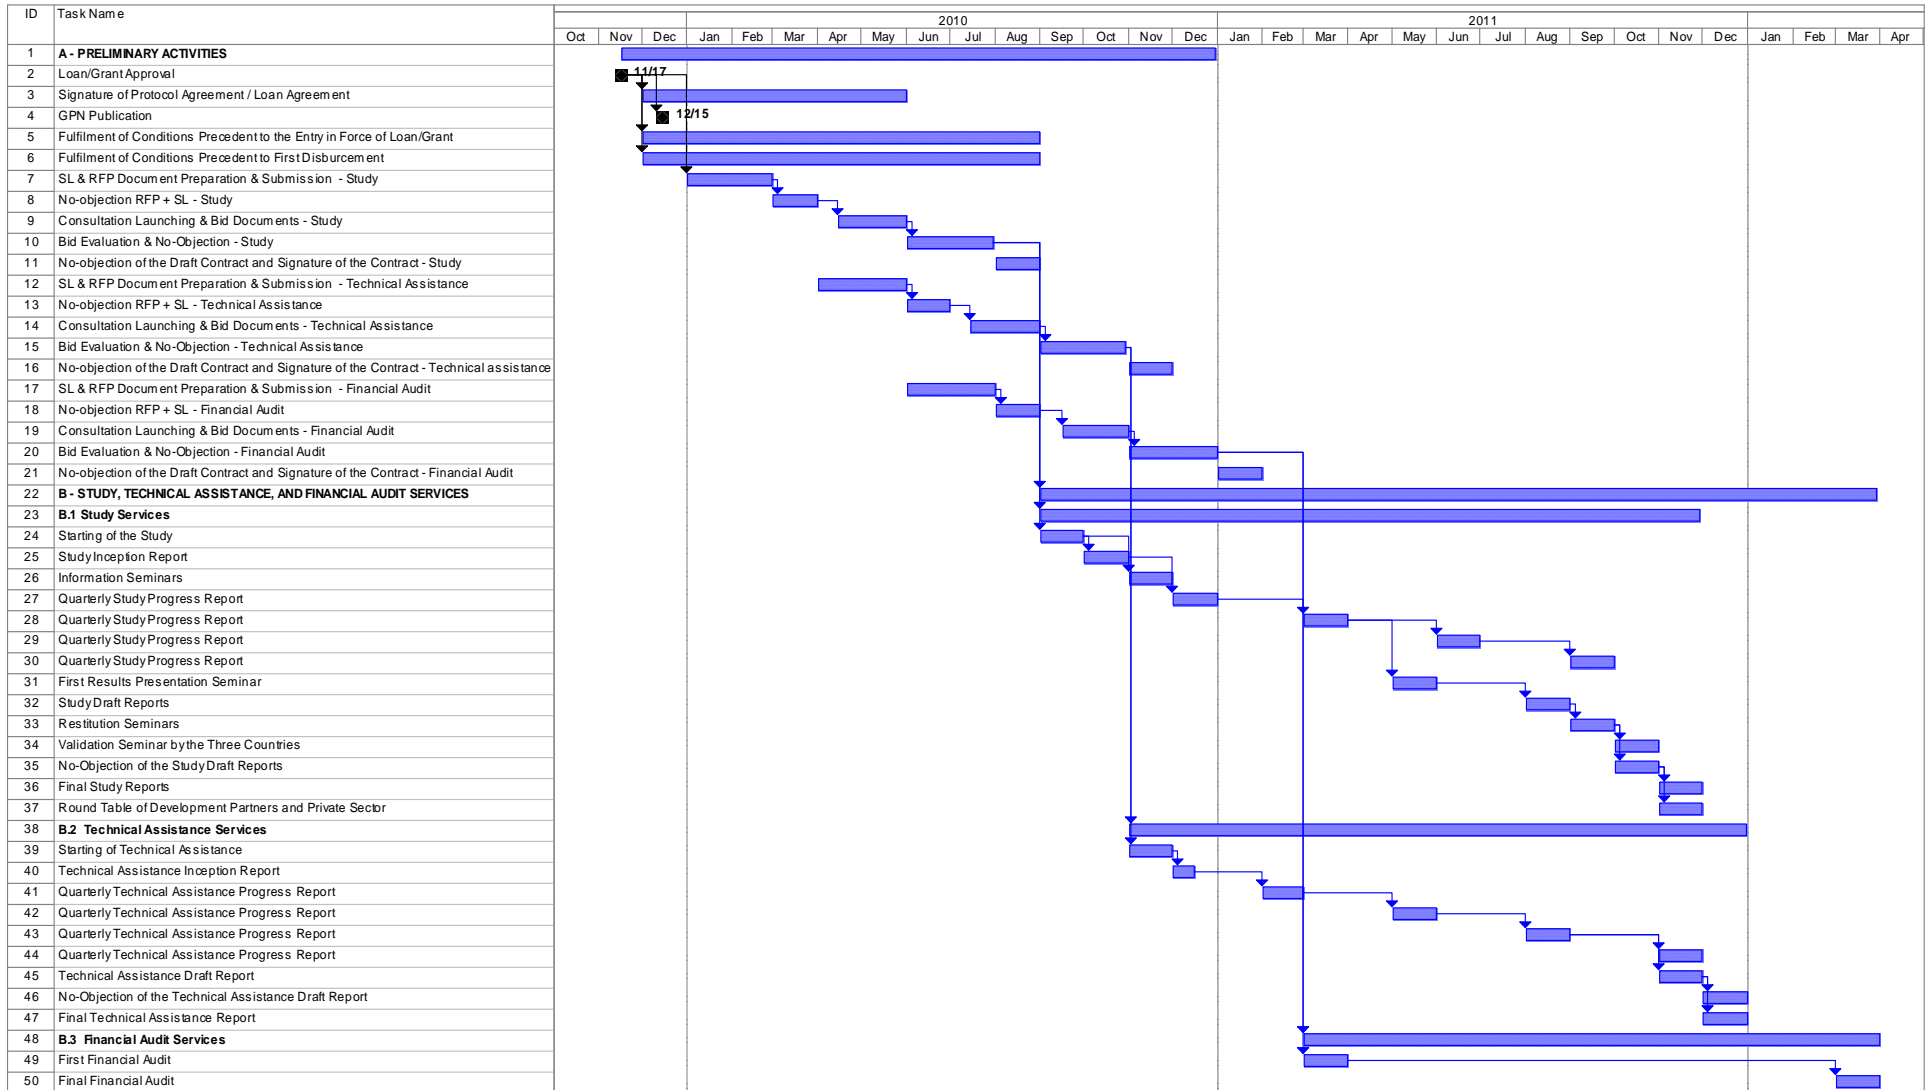 ID Task Name
2010 2011
Oct Nov Dec Jan Feb Mar Apr May Jun Jul Aug Sep Oct Nov Dec Jan Feb Mar Apr May Jun Jul Aug Sep Oct Nov Dec Jan Feb Mar Apr
1 A - PRELIMINARY ACTIVITIES
2 Loan/Grant Approval 11/17
3 Signature of Protocol Agreement / Loan Agreement
4 GPN Publication 12/15
5 Fulfilment of Conditions Precedent to the Entry in Force of Loan/Grant
6 Fulfilment of Conditions Precedent to First Disburcement
7 SL & RFP Document Preparation & Submission - Study
8 No-objection RFP + SL - Study
9 Consultation Launching & Bid Documents - Study
10 Bid Evaluation & No-Objection - Study
11 No-objection of the Draft Contract and Signature of the Contract - Study
12 SL & RFP Document Preparation & Submission - Technical Assistance
13 No-objection RFP + SL - Technical Assistance
14 Consultation Launching & Bid Documents - Technical Assistance
15 Bid Evaluation & No-Objection - Technical Assistance
16 No-objection of the Draft Contract and Signature of the Contract - Technical assistance
17 SL & RFP Document Preparation & Submission - Financial Audit
18 No-objection RFP + SL - Financial Audit
19 Consultation Launching & Bid Documents - Financial Audit
20 Bid Evaluation & No-Objection - Financial Audit
21 No-objection of the Draft Contract and Signature of the Contract - Financial Audit
22 B - STUDY, TECHNICAL ASSISTANCE, AND FINANCIAL AUDIT SERVICES
23 B.1 Study Services
24 Starting of the Study
25 Study Inception Report
26 Information Seminars
27 Quarterly Study Progress Report
28 Quarterly Study Progress Report
29 Quarterly Study Progress Report
30 Quarterly Study Progress Report
31 First Results Presentation Seminar
32 Study Draft Reports
33 Restitution Seminars
34 Validation Seminar by the Three Countries
35 No-Objection of the Study Draft Reports
36 Final Study Reports
37 Round Table of Development Partners and Private Sector
38 B.2 Technical Assistance Services
39 Starting of Technical Assistance
40 Technical Assistance Inception Report
41 Quarterly Technical Assistance Progress Report
42 Quarterly Technical Assistance Progress Report
43 Quarterly Technical Assistance Progress Report
44 Quarterly Technical Assistance Progress Report
45 Technical Assistance Draft Report
46 No-Objection of the Technical Assistance Draft Report
47 Final Technical Assistance Report
48 B.3 Financial Audit Services
49 First Financial Audit
50 Final Financial Audit